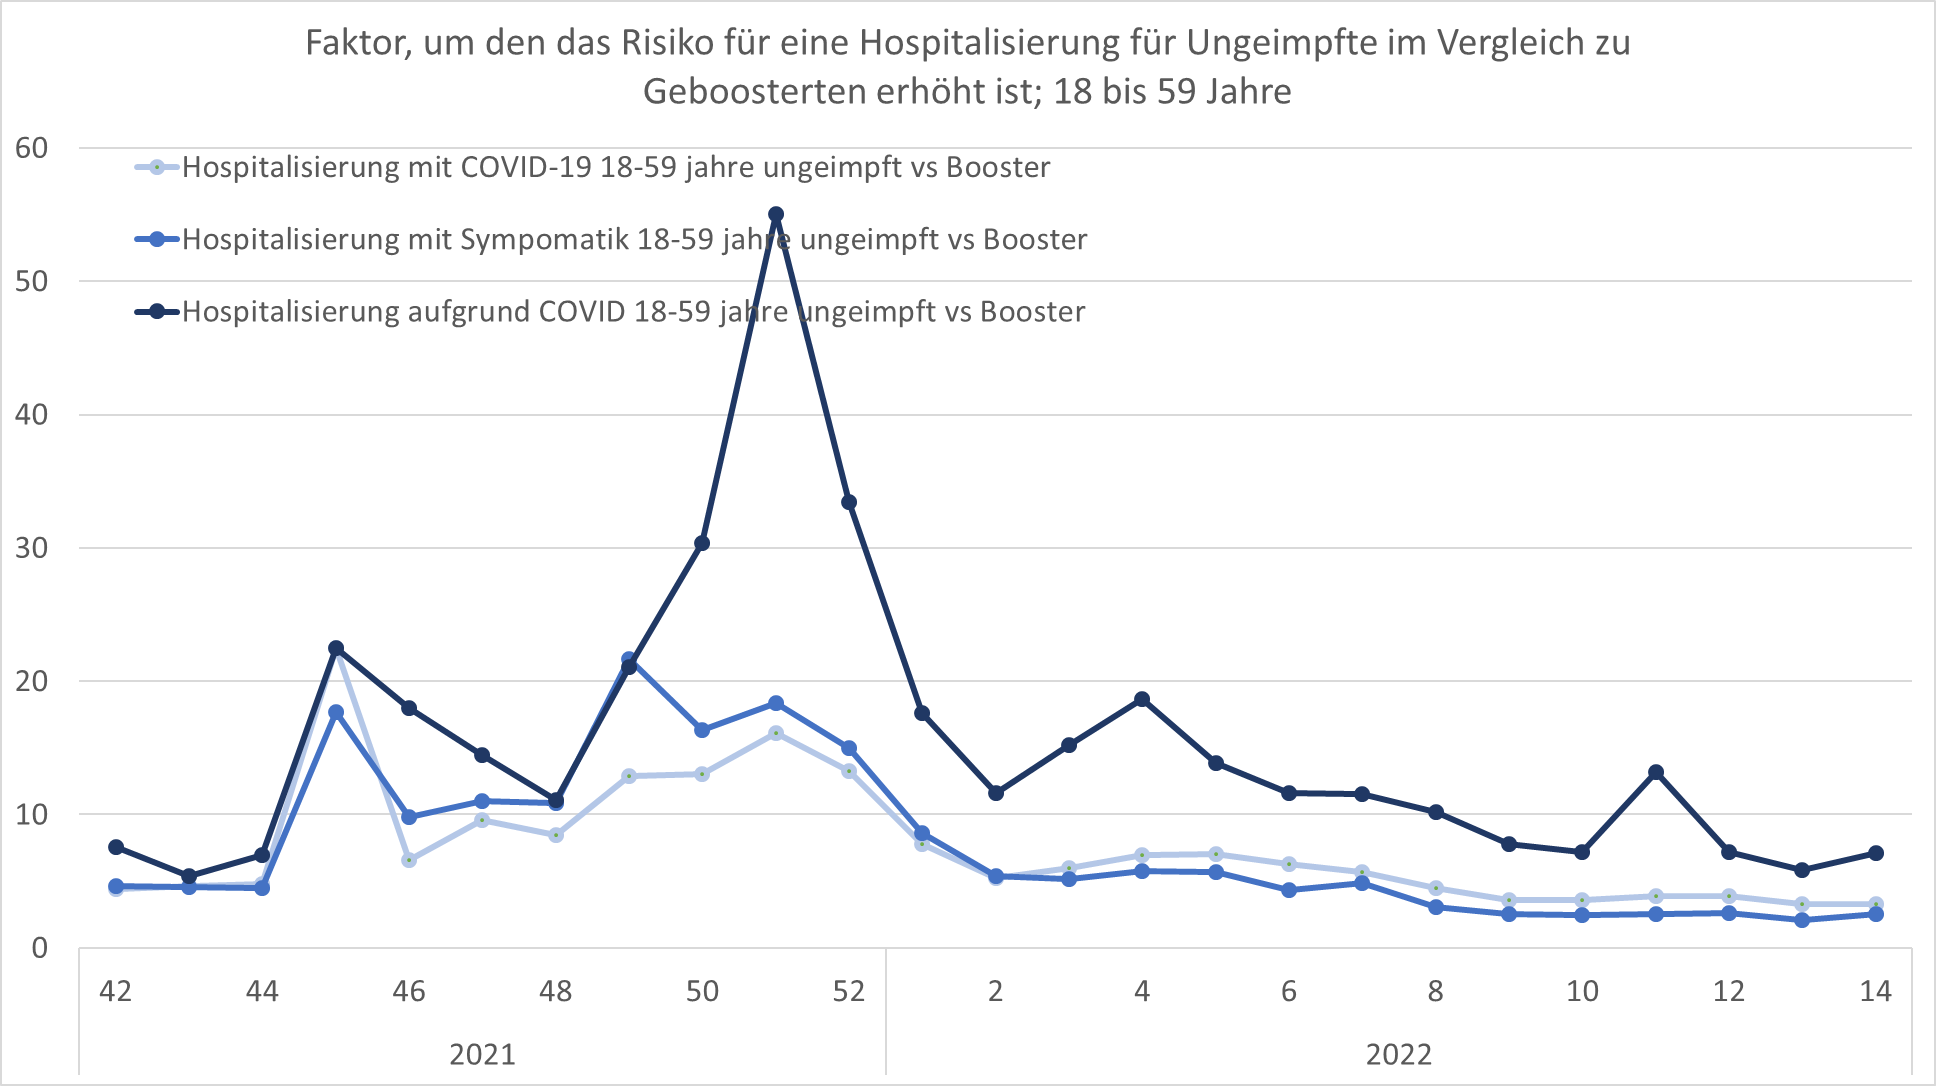 Faktor, um den das Risiko für eine Hospitalisierung für Ungeimpfte im Vergleich zu
Geboosterten erhöht ist; 18 bis 59 Jahre
60
Hospitalisierung mit COVID-19 18-59 jahre ungeimpft vs Booster
Hospitalisierung mit Sympomatik 18-59 jahre ungeimpft vs Booster
50
Hospitalisierung aufgrund COVID 18-59 jahre ungeimpft vs Booster
40
30
20
10
0
42 44 46 48 50 52 2 4 6 8 10 12 14
2021 2022